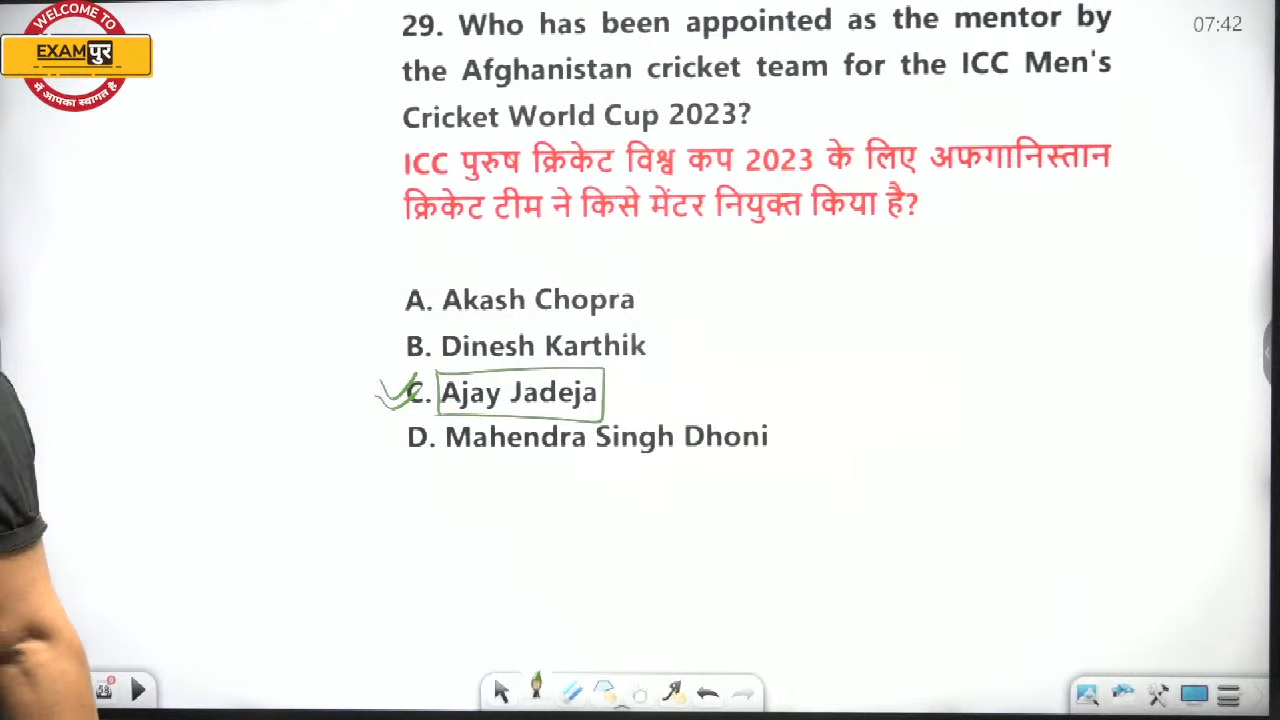 WELCOME TO
EXAMपुर
में आपका स्वागत है
07:42
29. Who has been appointed as the mentor by
the Afghanistan cricket team for the ICC Men's
Cricket World Cup 2023?
ICC पुरुष क्रिकेट विश्व कप 2023 के लिए अफगानिस्तान
क्रिकेट टीम ने किसे मेंटर नियुक्त किया है?
A. Akash Chopra
B. Dinesh Karthik
C. Ajay Jadeja
D. Mahendra Singh Dhoni